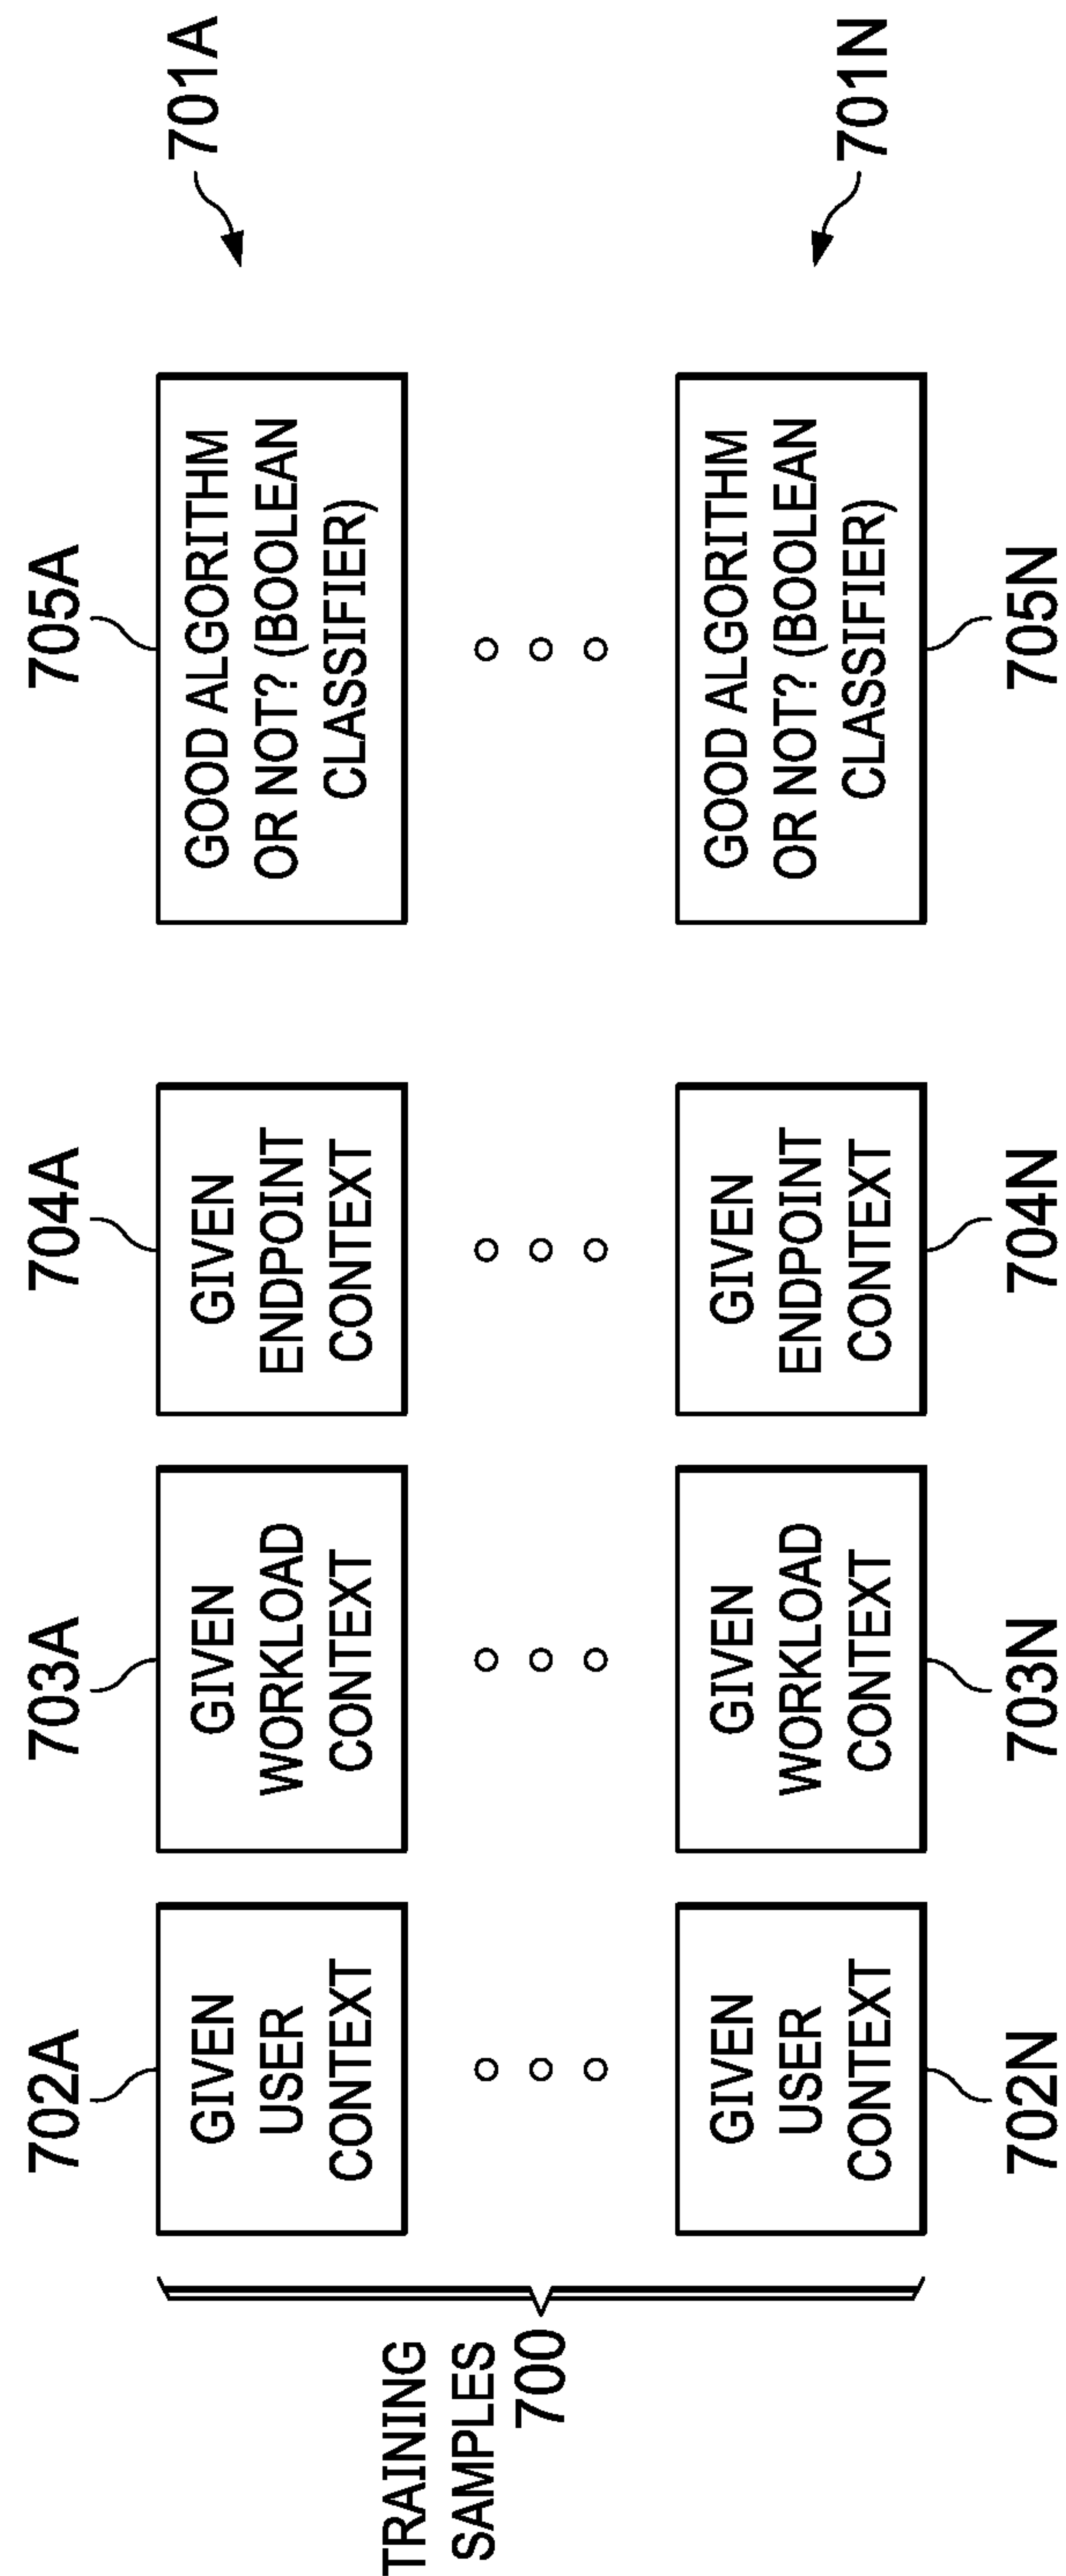 702A
703A
704A
705A
701A
GIVEN
USER
CONTEXT
GIVEN
WORKLOAD
CONTEXT
GIVEN
ENDPOINT
CONTEXT
GOOD ALGORITHM
OR NOT? (BOOLEAN
CLASSIFIER)
TRAINING
SAMPLES
700
GIVEN
USER
CONTEXT
GIVEN
WORKLOAD
CONTEXT
GIVEN
ENDPOINT
CONTEXT
GOOD ALGORITHM
OR NOT? (BOOLEAN
CLASSIFIER)
701N
702N
703N
704N
705N